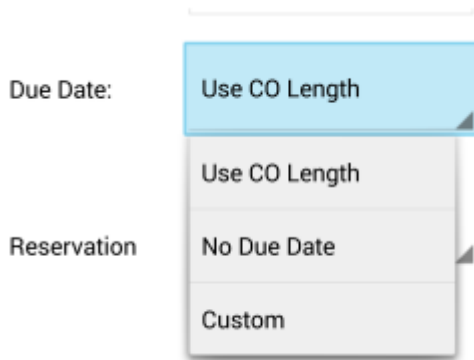 Due Date:
Use CO Length
Use CO Length
Reservation
No Due Date
Custom